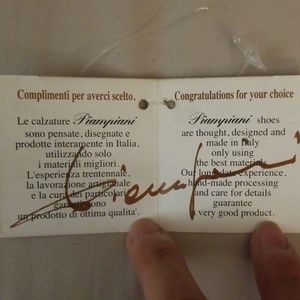 Complimenti per averci scelto.
Le calzature Piampiani
sono pensate, disegnate e
prodotte interamente in Italia,
utilizzando solo
i materiali migliori
L'esperienza trentennale,
la lavorazione artigianale
e la cura dei particolari
garantiscono
un prodotto di ottima qualita'.
Congratulations for your choice
Piampiani shoes
are thought, designed and
made in Italy
only using
the best materials.
Our long date experience,
hand-made processing
and care for details
guarantee
very good product.